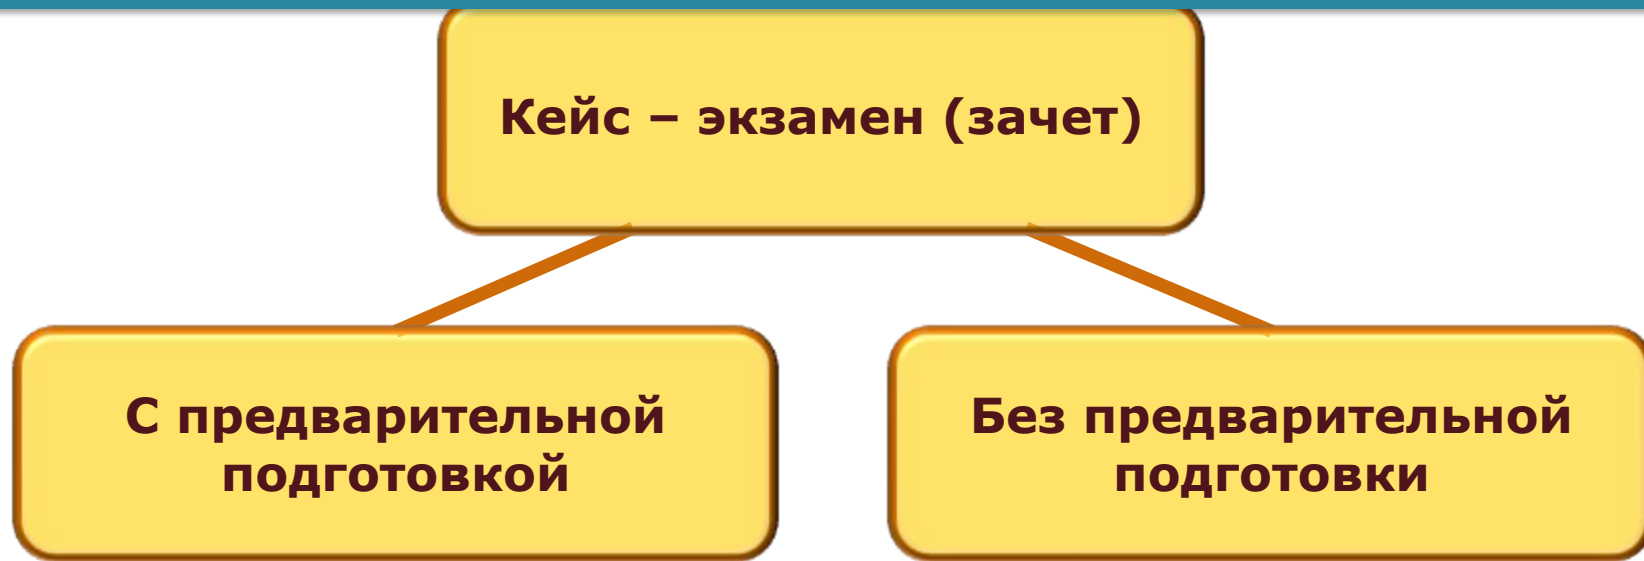 Кейс – экзамен (зачет)
С предварительной
подготовкой
Без предварительной
подготовки